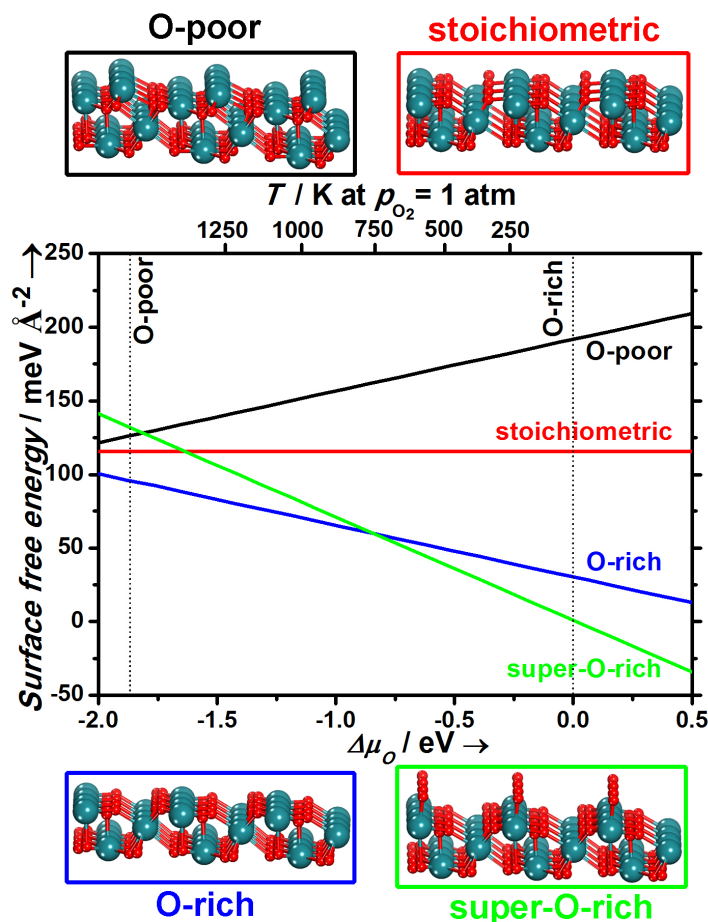 O-poor
stoichiometric
T / K at pO2 = 1 atm
1250 1000 750 500 250
Surface free energy / meV Å-2 →
250
200
150
100
50
0
-50
O-poor
O-rich
O-poor
stoichiometric
O-rich
super-O-rich
-2.0 -1.5 -1.0 -0.5 0.0 0.5
ΔμO / eV →
O-rich
super-O-rich